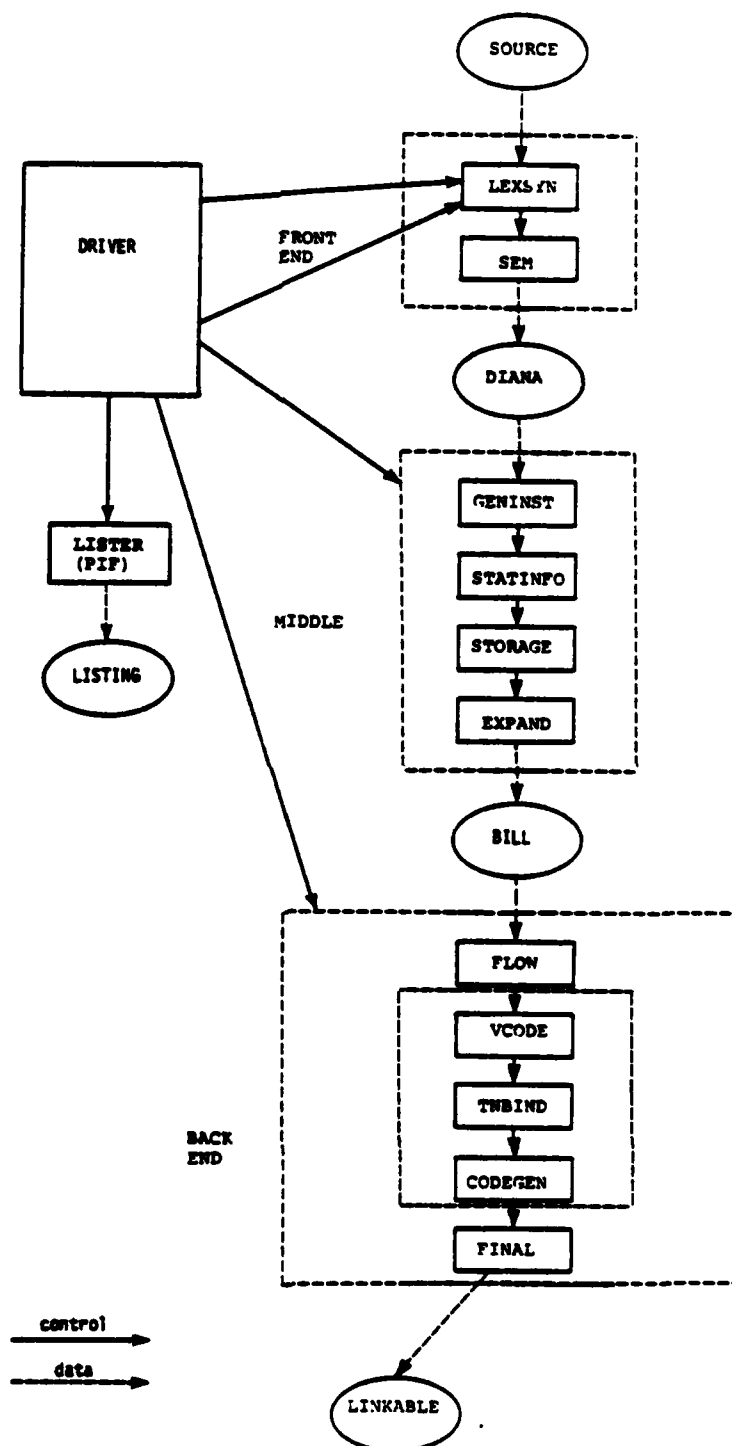 SOURCE
LEXSYN
DRIVER
FRONT
END
SEM
DIANA
GENINST
LISTER
(PIF)
STATINFO
MIDDLE
STORAGE
LISTING
EXPAND
BILL
FLOW
VCODE
TNBIND
BACK
END
CODEGEN
FINAL
control
data
LINKABLE